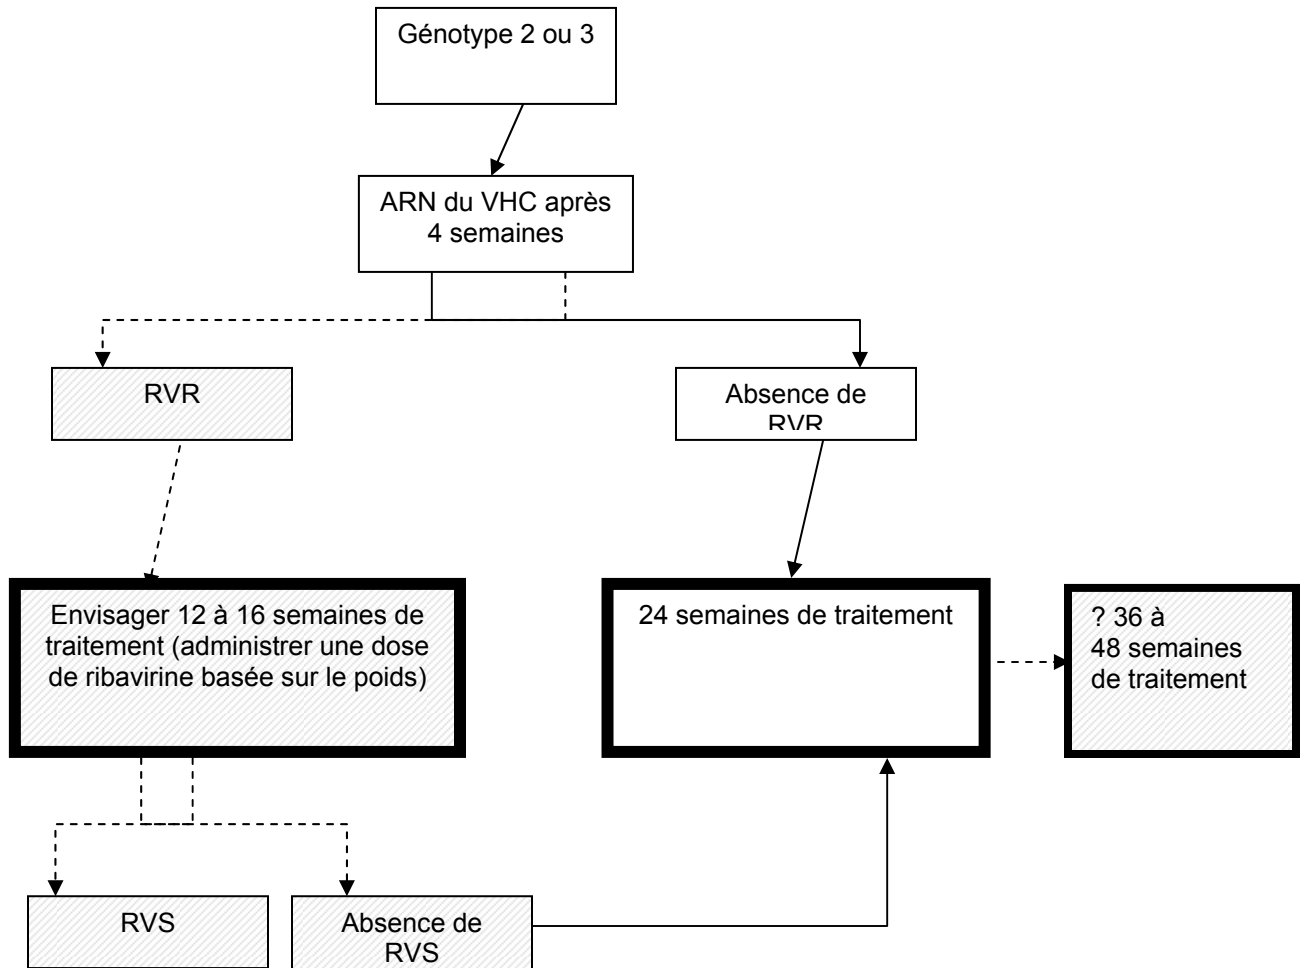 Génotype 2 ou 3
ARN du VHC après
4 semaines
RVR
Absence de
RVR
Envisager 12 à 16 semaines de
traitement (administrer une dose
de ribavirine basée sur le poids)
24 semaines de traitement
? 36 à
48 semaines
de traitement
RVS
Absence de
RVS